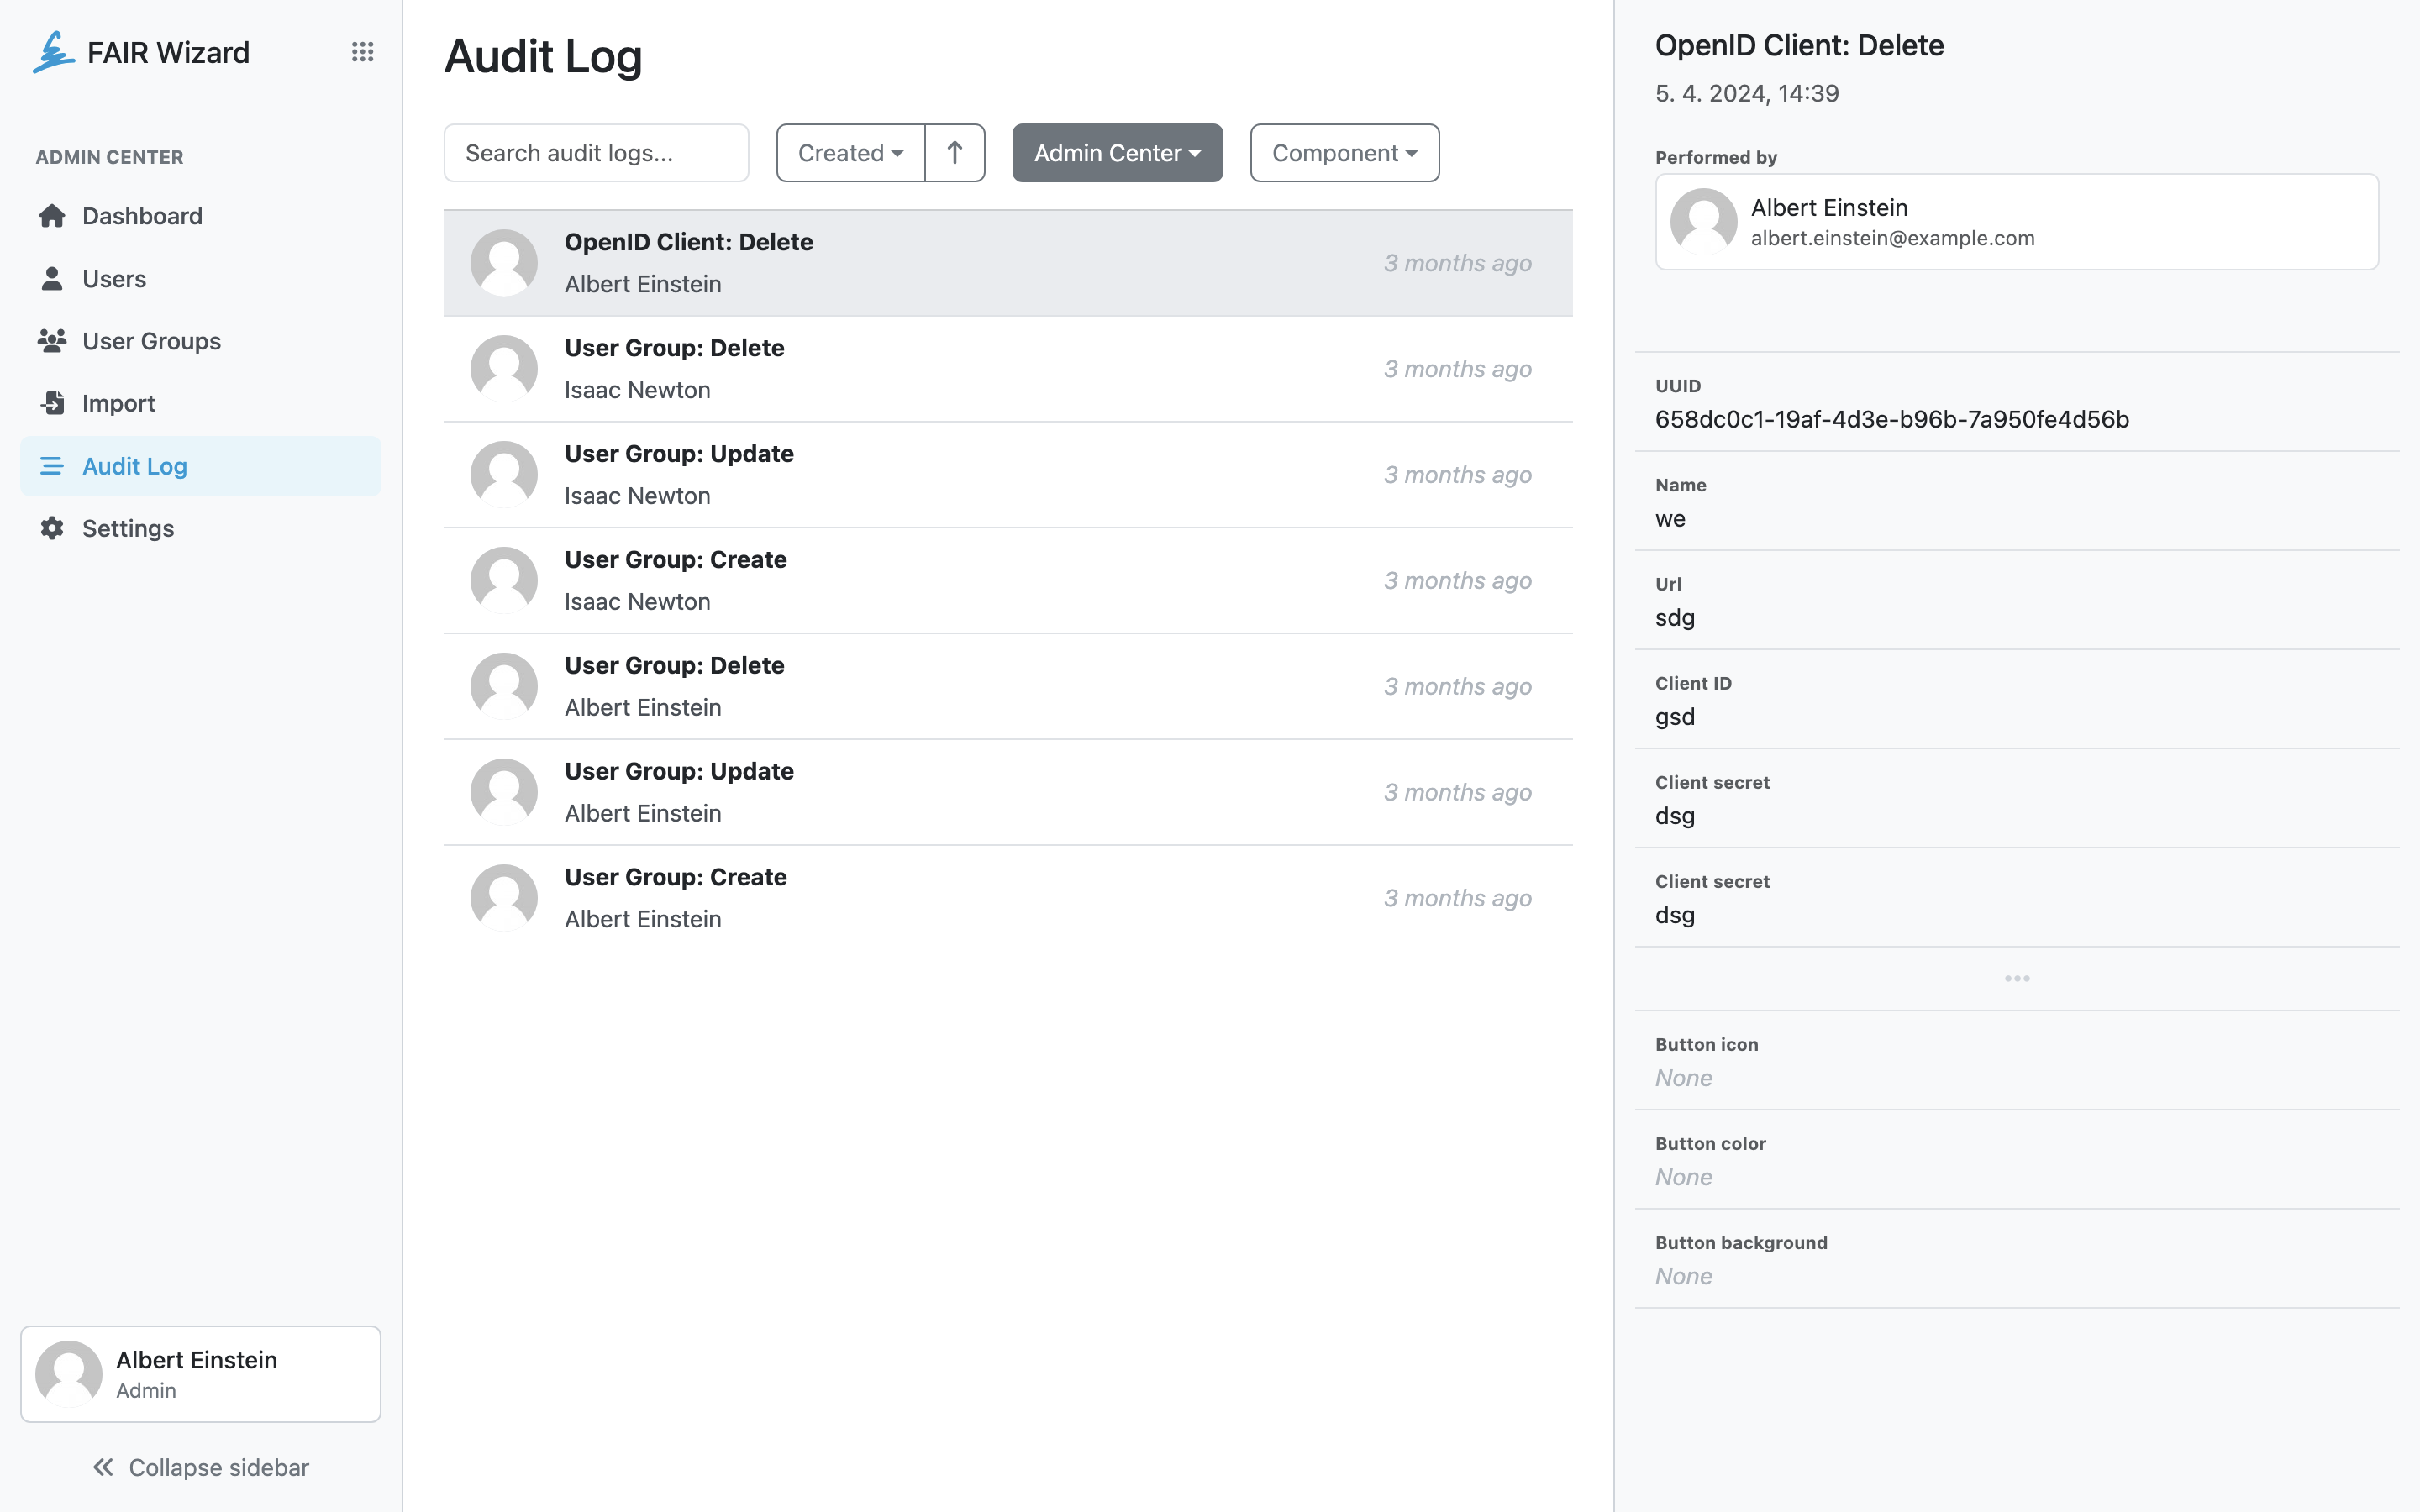 FAIR Wizard
ADMIN CENTER
Dashboard
Users
User Groups
Import
Audit Log
Settings
Albert Einstein
Admin
Collapse sidebar
Audit Log
Search audit logs...
Created
Admin Center
Component
OpenID Client: Delete
Albert Einstein
3 months ago
User Group: Delete
Isaac Newton
3 months ago
User Group: Update
Isaac Newton
3 months ago
User Group: Create
Isaac Newton
3 months ago
User Group: Delete
Albert Einstein
3 months ago
User Group: Update
Albert Einstein
3 months ago
User Group: Create
Albert Einstein
3 months ago
OpenID Client: Delete
5. 4. 2024, 14:39
Performed by
Albert Einstein
albert.einstein@example.com
UUID
658dc0c1-19af-4d3e-b96b-7a950fe4d56b
Name
we
Url
sdg
Client ID
gsd
Client secret
dsg
Client secret
dsg
Button icon
None
Button color
None
Button background
None